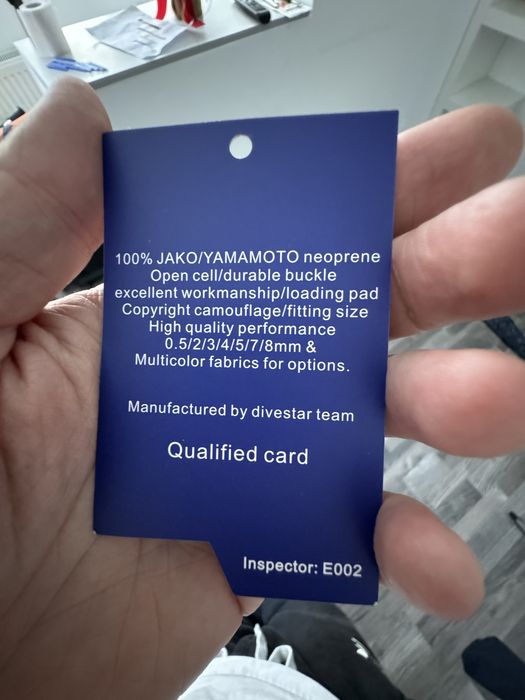 100% JAKO/YAMAMOTO neoprene
Open cell/durable buckle
excellent workmanship/loading pad
Copyright camouflage/fitting size
High quality performance
0.5/2/3/4/5/7/8mm &
Multicolor fabrics for options.
Manufactured by divestar team
Qualified card
Inspector: E002